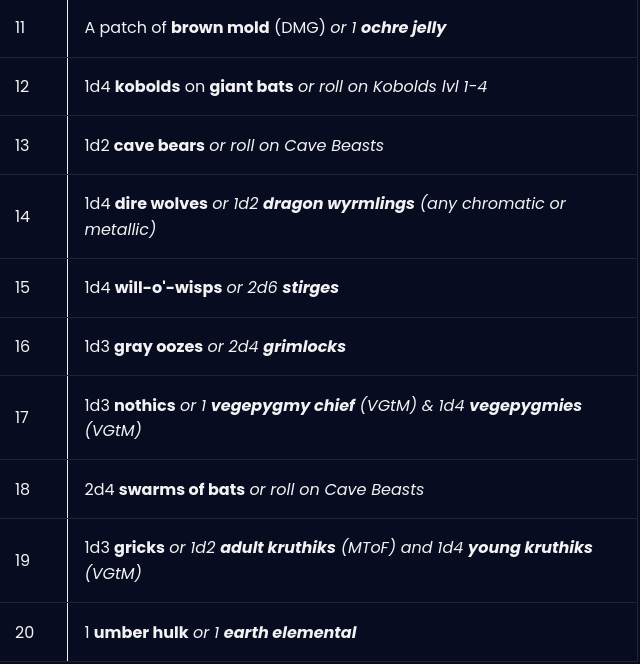 11 A patch of brown mold (DMG) or 1 ochre jelly
12 1d4 kobolds on giant bats or roll on Kobolds lvl 1-4
13 1d2 cave bears or roll on Cave Beasts
14 1d4 dire wolves or 1d2 dragon wyrmlings (any chromatic or
metallic)
15 1d4 will-o'-wisps or 2d6 stirges
16 1d3 gray oozes or 2d4 grimlocks
17 1d3 nothics or 1 vegepygmy chief (VGtM) & 1d4 vegepygmies
(VGtM)
18 2d4 swarms of bats or roll on Cave Beasts
19 1d3 gricks or 1d2 adult kruthiks (MToF) and 1d4 young kruthiks
(VGtM)
20 1 umber hulk or 1 earth elemental